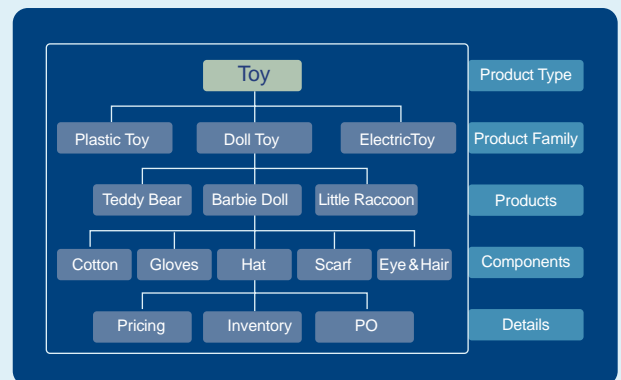 Toy
Product Type
Plastic Toy
Doll Toy
ElectricToy
Product Family
Teddy Bear
Barbie Doll
Little Raccoon
Products
Cotton
Gloves
Hat
Scarf
Eye & Hair
Components
Pricing
Inventory
PO
Details